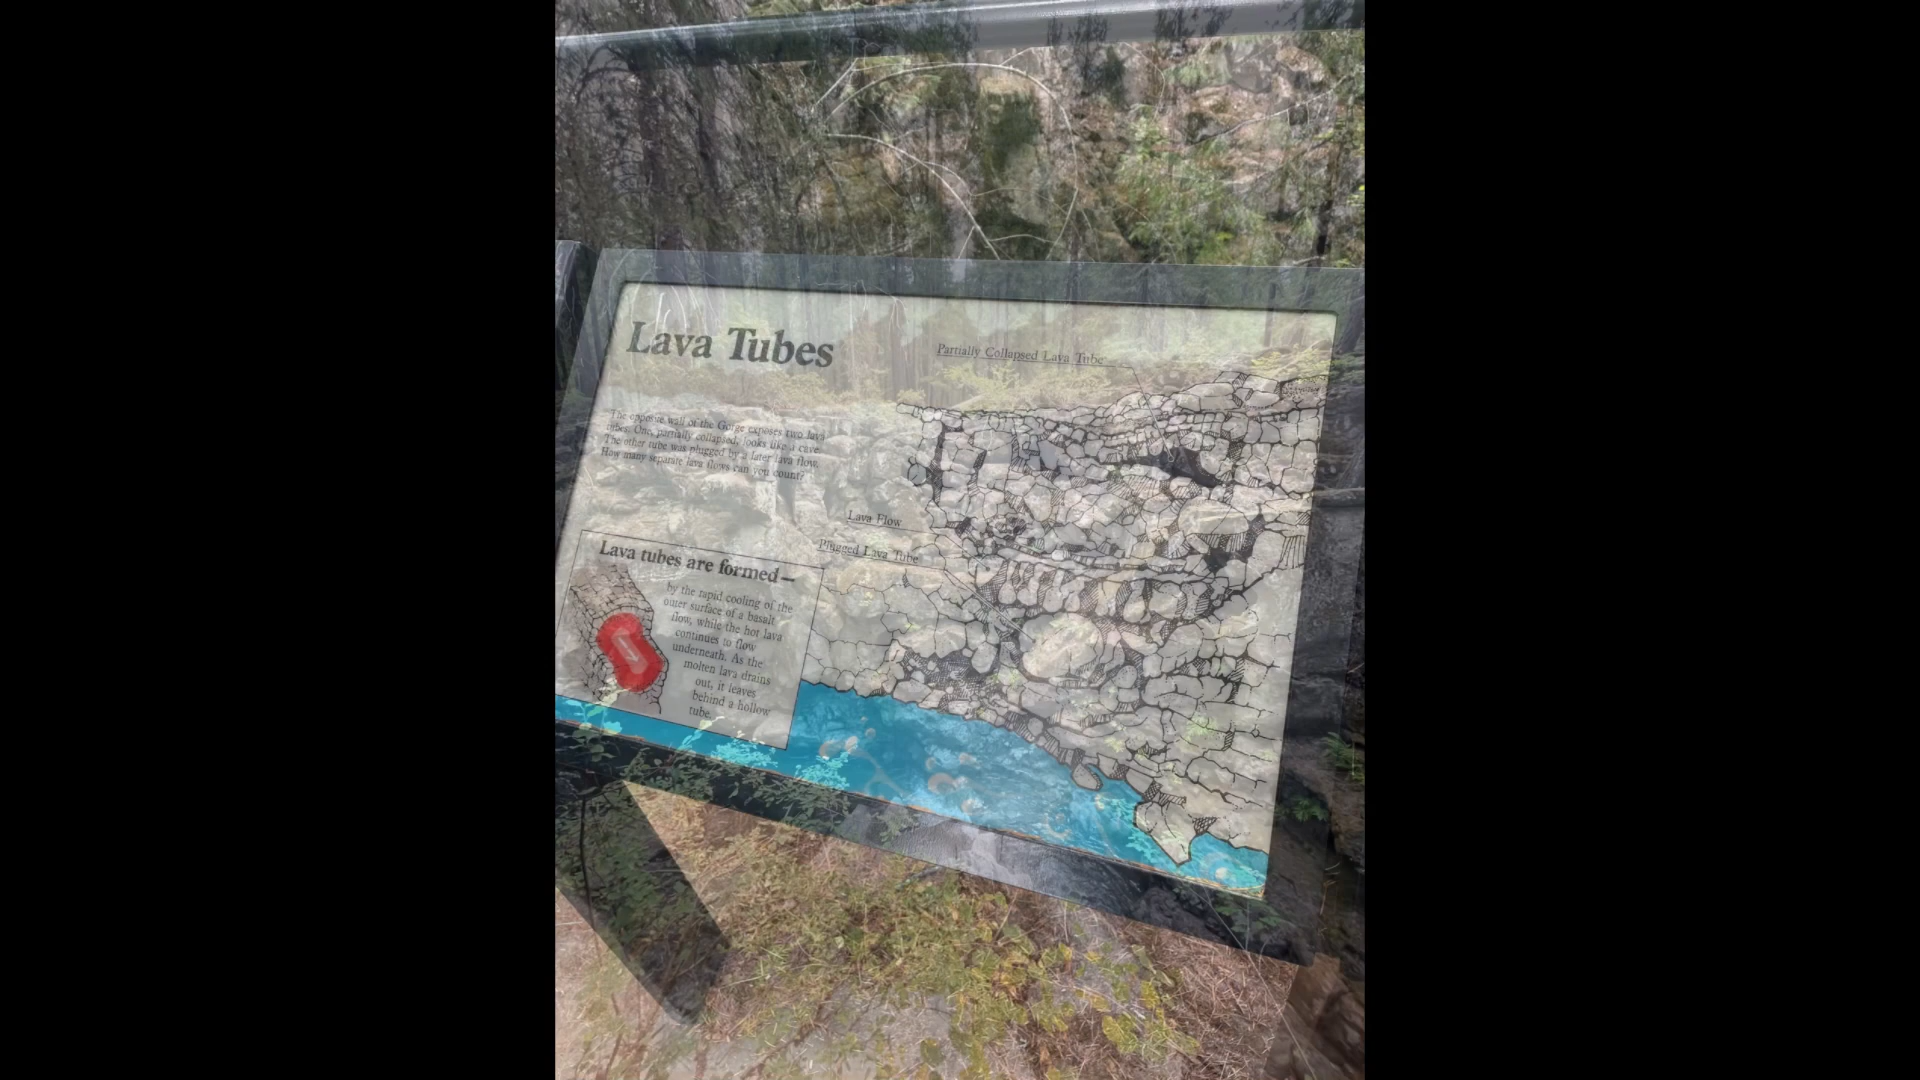 Lava Tubes
Partially Collapsed Lava Tube
The opposite wall of the Gorge exposes two lava
tubes. One, partially collapsed, looks like a cave.
The other tube was plugged by a later lava flow.
How many separate lava flows can you count?
Lava Flow
Plugged Lava Tube
Lava tubes are formed—
by the rapid cooling of the
outer surface of a basalt
flow, while the hot lava
continues to flow
underneath. As the
molten lava drains
out, it leaves
behind a hollow
tube.